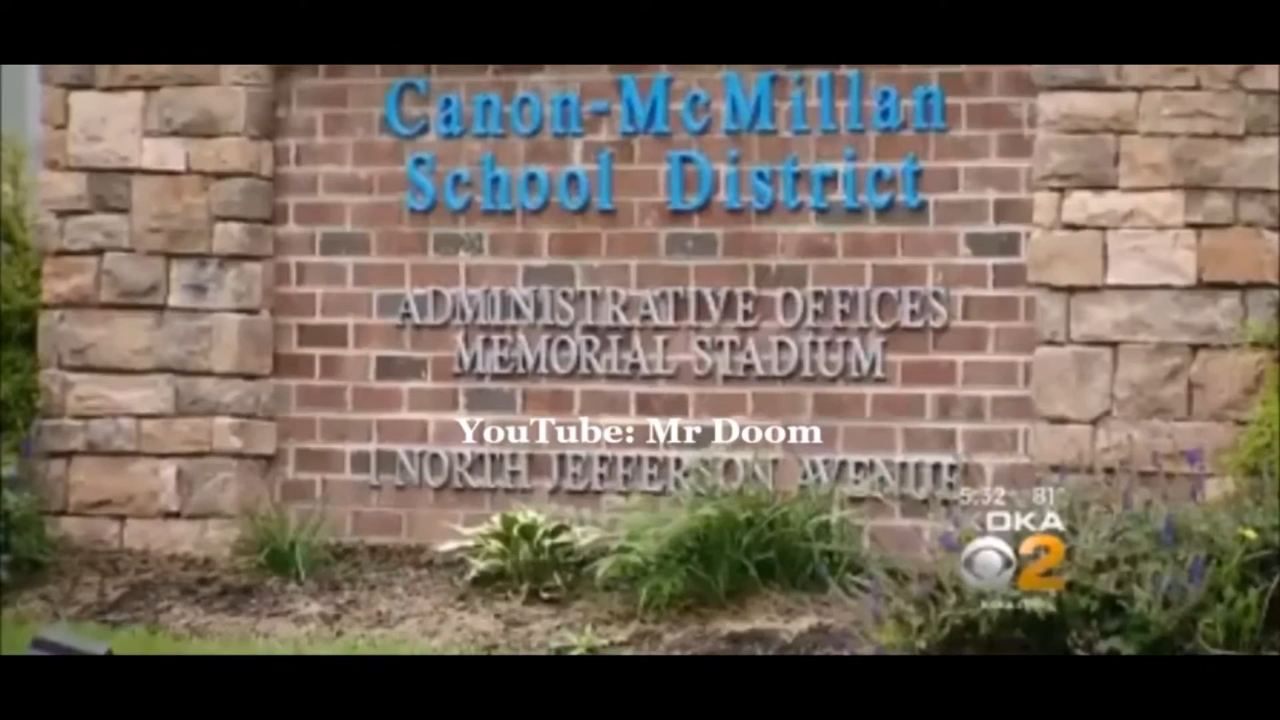 Canon-McMillan
School District
ADMINISTRATIVE OFFICES
MEMORIAL STADIUM
YouTube: Mr Doom
1 NORTH JEFFERSON AVENUE
5:32 81°
KDKA
2